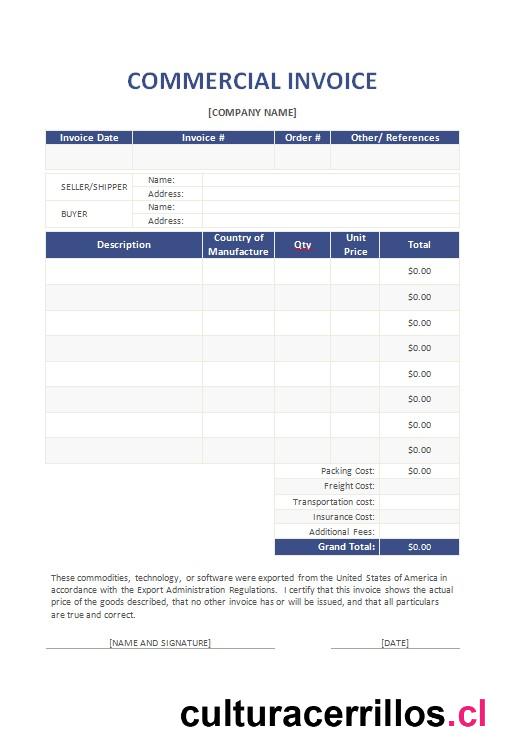 COMMERCIAL INVOICE
[COMPANY NAME]
Invoice Date Invoice # Order # Other/ References
SELLER/SHIPPER Name:
Address:
BUYER Name:
Address:
Description Country of Manufacture Qty Unit Price Total
$0.00
$0.00
$0.00
$0.00
$0.00
$0.00
$0.00
$0.00
Packing Cost: $0.00
Freight Cost:
Transportation cost:
Insurance Cost:
Additional Fees:
Grand Total: $0.00
These commodities, technology, or software were exported from the United States of America in
accordance with the Export Administration Regulations. I certify that this invoice shows the actual
price of the goods described, that no other invoice has or will be issued, and that all particulars
are true and correct.
[NAME AND SIGNATURE] [DATE]
culturacerrillos.cl